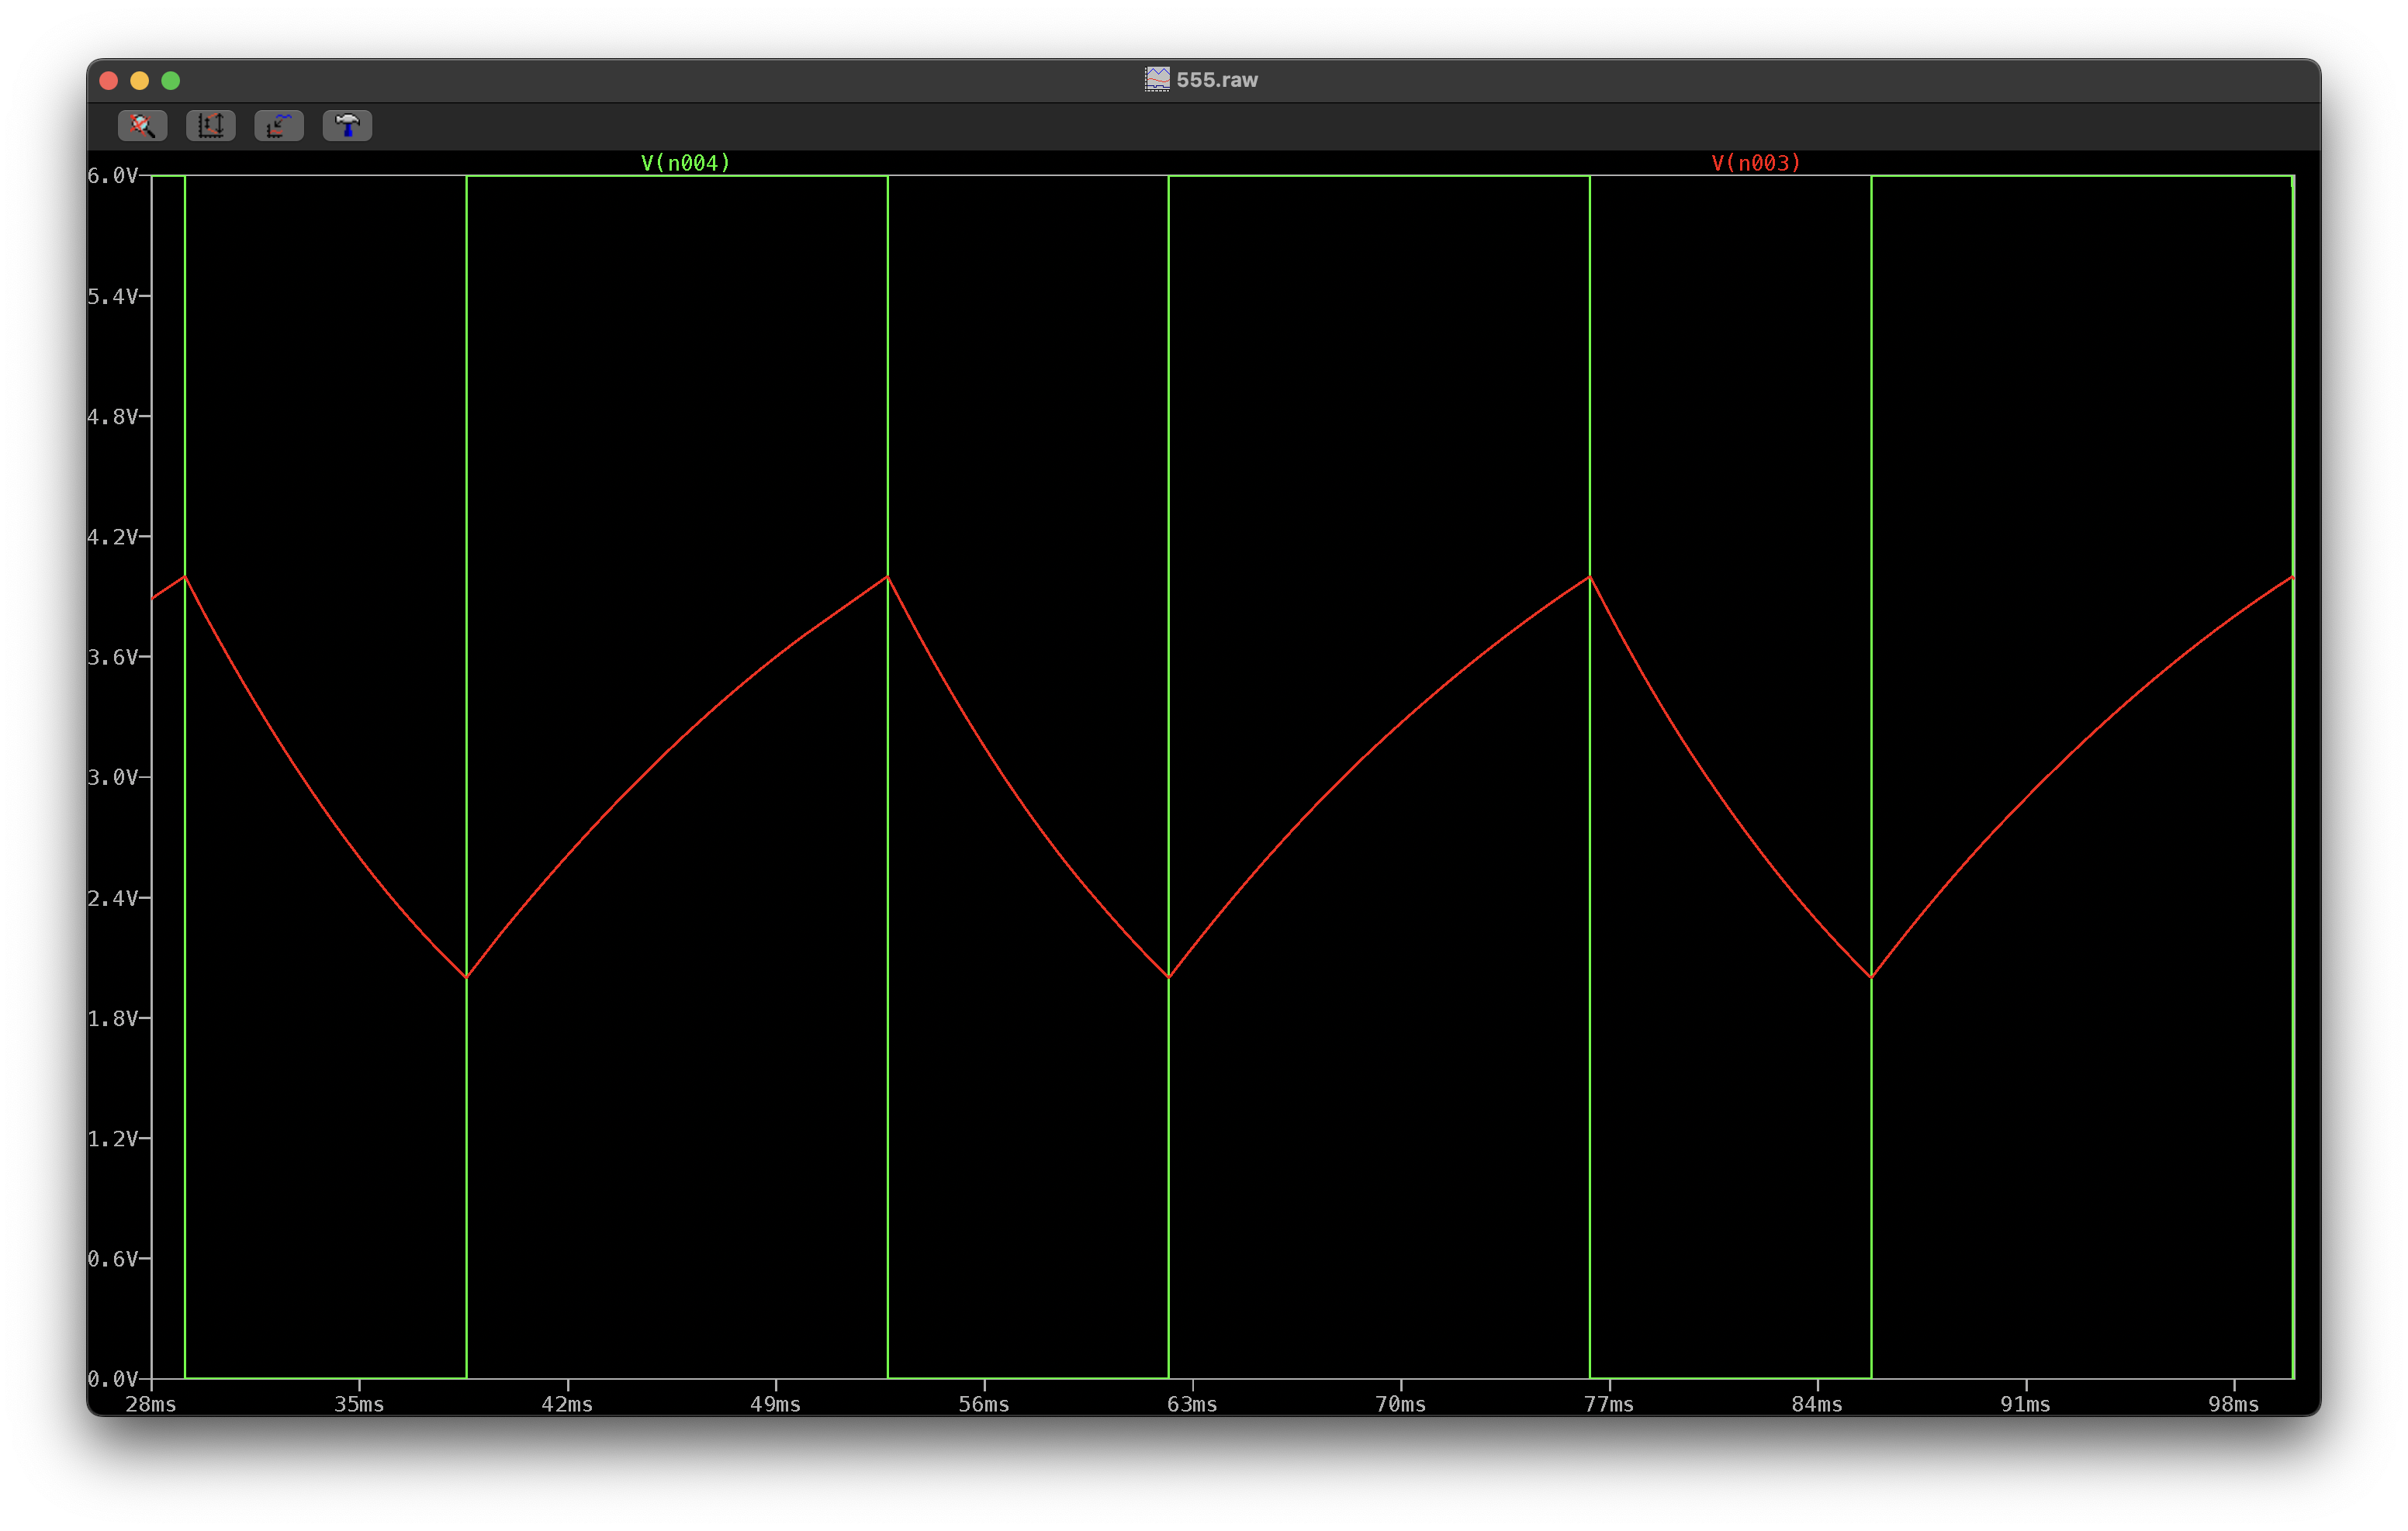 555.raw
V(n004) V(n003)
6.0V
5.4V
4.8V
4.2V
3.6V
3.0V
2.4V
1.8V
1.2V
0.6V
0.0V
28ms 35ms 42ms 49ms 56ms 63ms 70ms 77ms 84ms 91ms 98ms